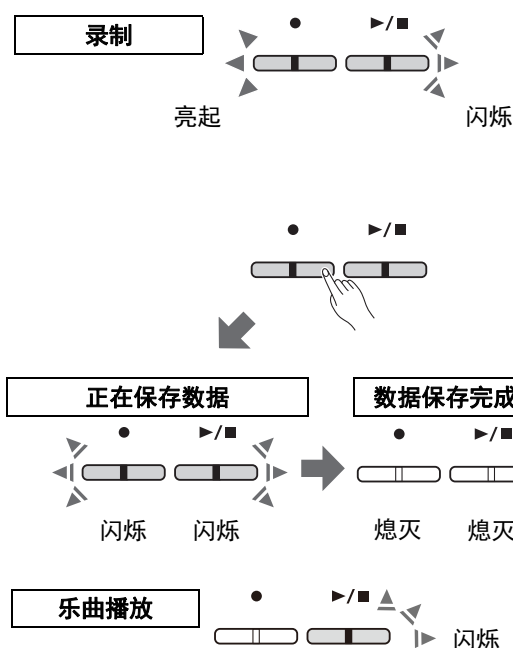 录制
● ►/■
亮起 闪烁
● ►/■
正在保存数据 数据保存完成
● ►/■ ● ►/■
闪烁 闪烁 熄灭 熄灭
乐曲播放 ● ►/■
闪烁